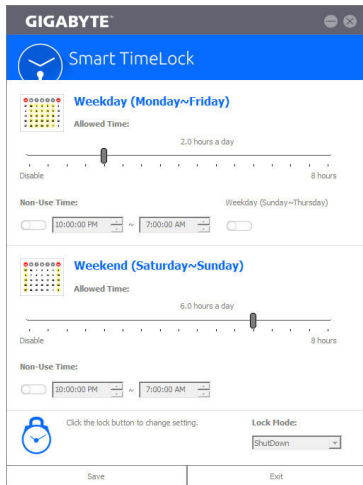 GIGABYTE™
Smart TimeLock
Weekday (Monday~Friday)
Allowed Time:
2.0 hours a day
Disable 8 hours
Non-Use Time: Weekday (Sunday~Thursday)
10:00:00 PM ~ 7:00:00 AM
Weekend (Saturday~Sunday)
Allowed Time:
6.0 hours a day
Disable 8 hours
Non-Use Time:
10:00:00 PM ~ 7:00:00 AM
Click the lock button to change setting. Lock Mode:
ShutDown
Save Exit